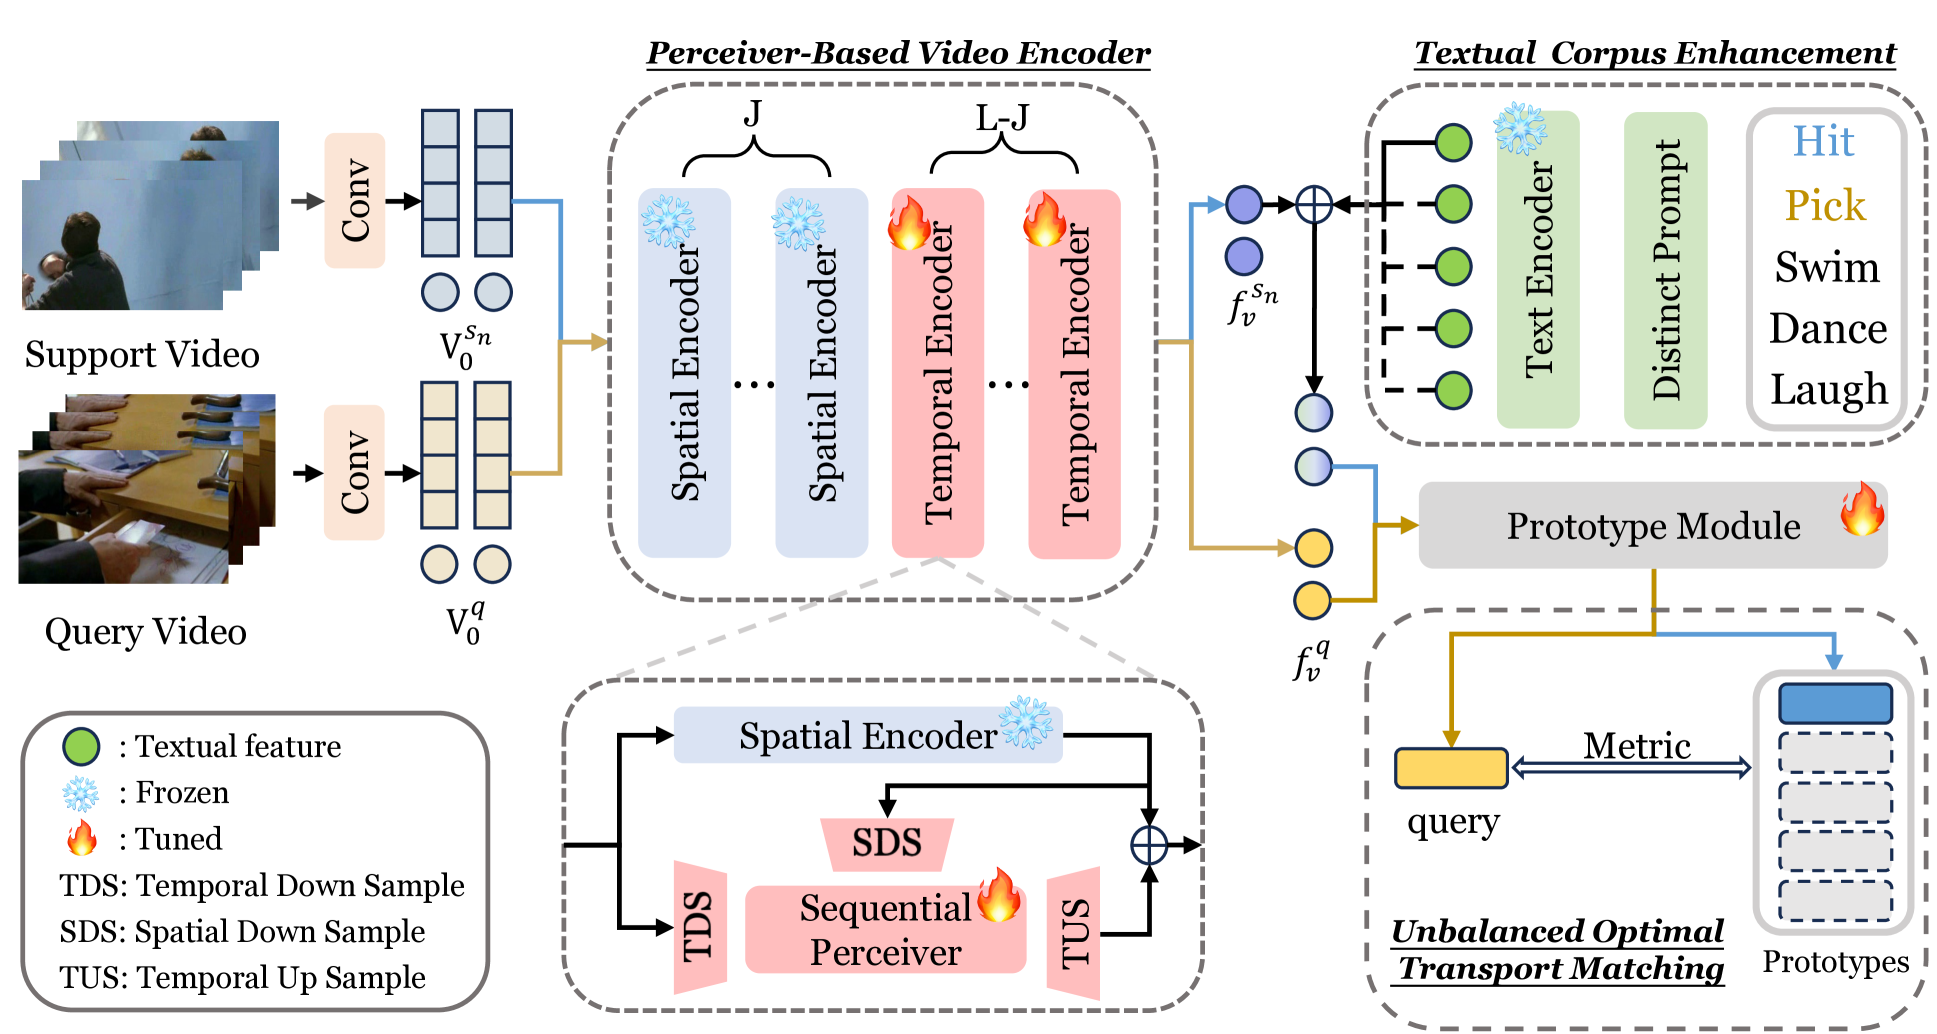 Perceiver-Based Video Encoder
Textual Corpus Enhancement
J
L-J
Conv
Support Video
V_0^{s_n}
Conv
Query Video
V_0^q
Spatial Encoder
...
Spatial Encoder
Temporal Encoder
...
Temporal Encoder
f_v^{s_n}
f_v^q
Text Encoder
Distinct Prompt
Hit
Pick
Swim
Dance
Laugh
Prototype Module
Metric
query
Prototypes
Unbalanced Optimal
Transport Matching
Spatial Encoder
SDS
TDS
Sequential
Perceiver
TUS
: Textual feature
: Frozen
: Tuned
TDS: Temporal Down Sample
SDS: Spatial Down Sample
TUS: Temporal Up Sample